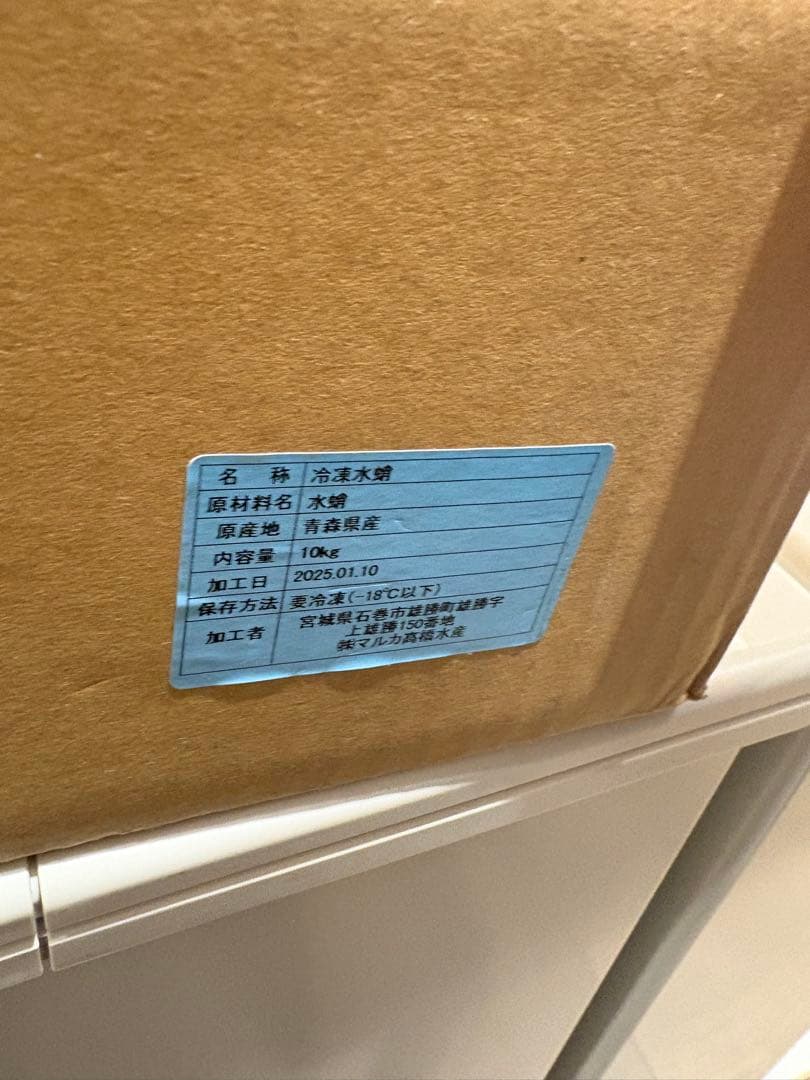 名 称 冷凍水蛸
原材料名 水蛸
原産地 青森県産
内容量 10kg
加工日 2025.01.10
保存方法 要冷凍(-18℃以下)
加工者 宮城県石巻市雄勝町雄勝字
上雄勝150番地
㈱マルカ髙橋水産